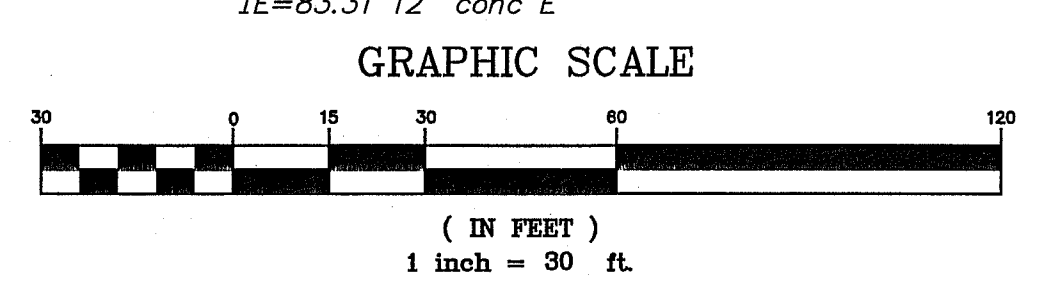 IE=83.31 12" conc E
GRAPHIC SCALE
30 0 15 30 60 120
( IN FEET )
1 inch = 30 ft.